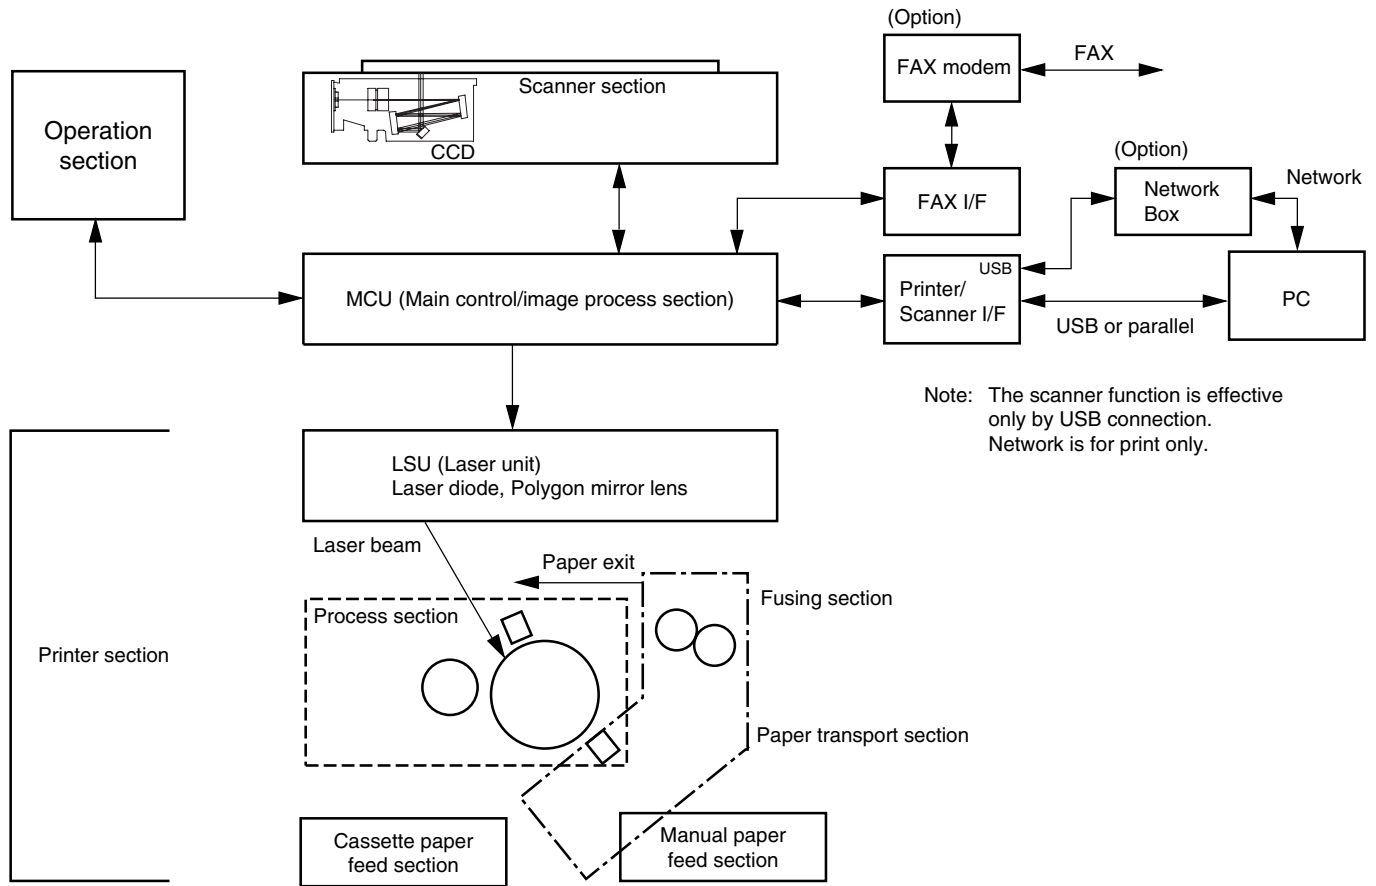 (Option)
FAX modem
FAX
Operation
section
Scanner section
CCD
(Option)
FAX I/F
Network
Box
Network
USB
MCU (Main control/image process section)
Printer/
Scanner I/F
PC
USB or parallel
Note: The scanner function is effective
only by USB connection.
Network is for print only.
LSU (Laser unit)
Laser diode, Polygon mirror lens
Laser beam
Paper exit
Process section
Fusing section
Printer section
Paper transport section
Cassette paper
feed section
Manual paper
feed section